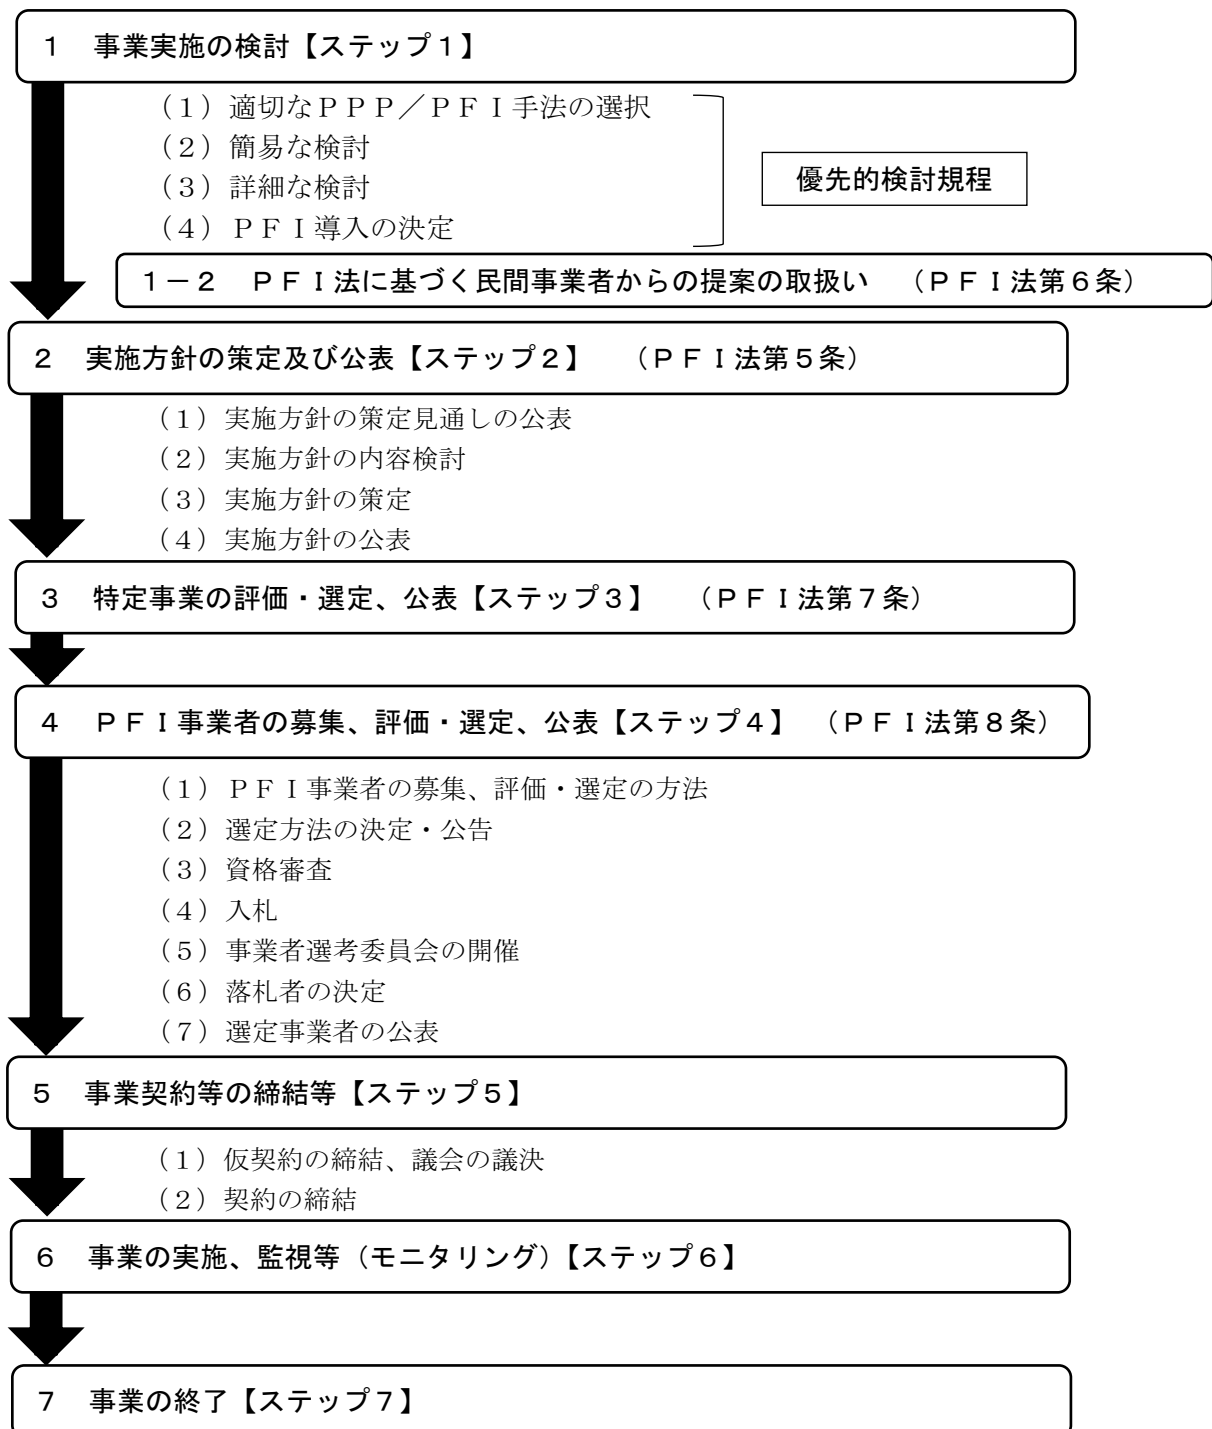 １　事業実施の検討【ステップ１】
（１）適切なＰＰＰ／ＰＦＩ手法の選択
（２）簡易な検討
（３）詳細な検討
（４）ＰＦＩ導入の決定
優先的検討規程
１－２　ＰＦＩ法に基づく民間事業者からの提案の取扱い　（ＰＦＩ法第６条）
２　実施方針の策定及び公表【ステップ２】　（ＰＦＩ法第５条）
（１）実施方針の策定見通しの公表
（２）実施方針の内容検討
（３）実施方針の策定
（４）実施方針の公表
３　特定事業の評価・選定、公表【ステップ３】　（ＰＦＩ法第７条）
４　ＰＦＩ事業者の募集、評価・選定、公表【ステップ４】　（ＰＦＩ法第８条）
（１）ＰＦＩ事業者の募集、評価・選定の方法
（２）選定方法の決定・公告
（３）資格審査
（４）入札
（５）事業者選考委員会の開催
（６）落札者の決定
（７）選定事業者の公表
５　事業契約等の締結等【ステップ５】
（１）仮契約の締結、議会の議決
（２）契約の締結
６　事業の実施、監視等（モニタリング）【ステップ６】
７　事業の終了【ステップ７】